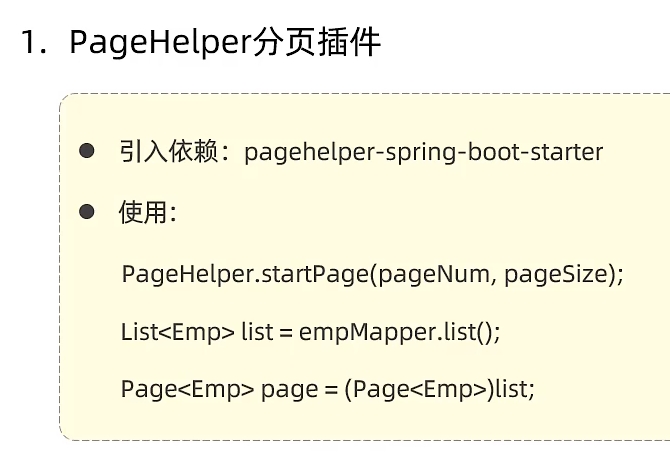 1. PageHelper分页插件
● 引入依赖：pagehelper-spring-boot-starter
● 使用：
PageHelper.startPage(pageNum, pageSize);
List<Emp> list = empMapper.list();
Page<Emp> page = (Page<Emp>)list;